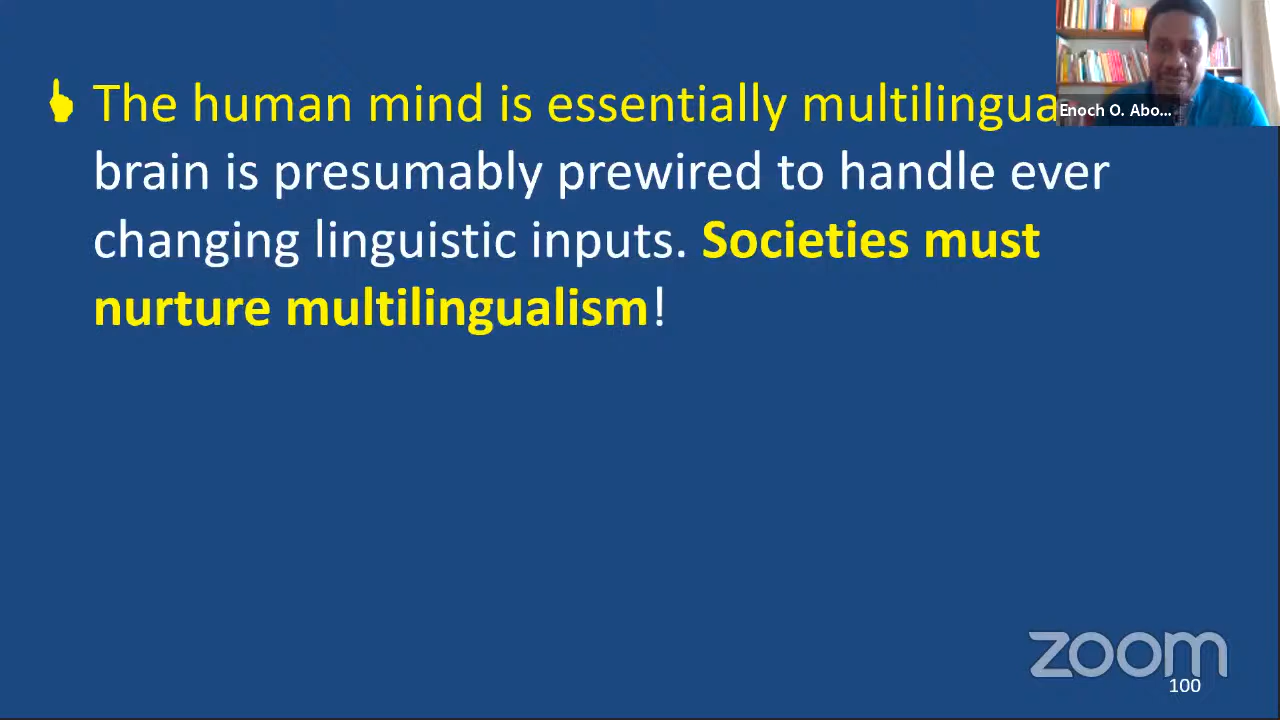 The human mind is essentially multilingua
brain is presumably prewired to handle ever
changing linguistic inputs. Societies must
nurture multilingualism!
Enoch O. Abo...
zoom
100